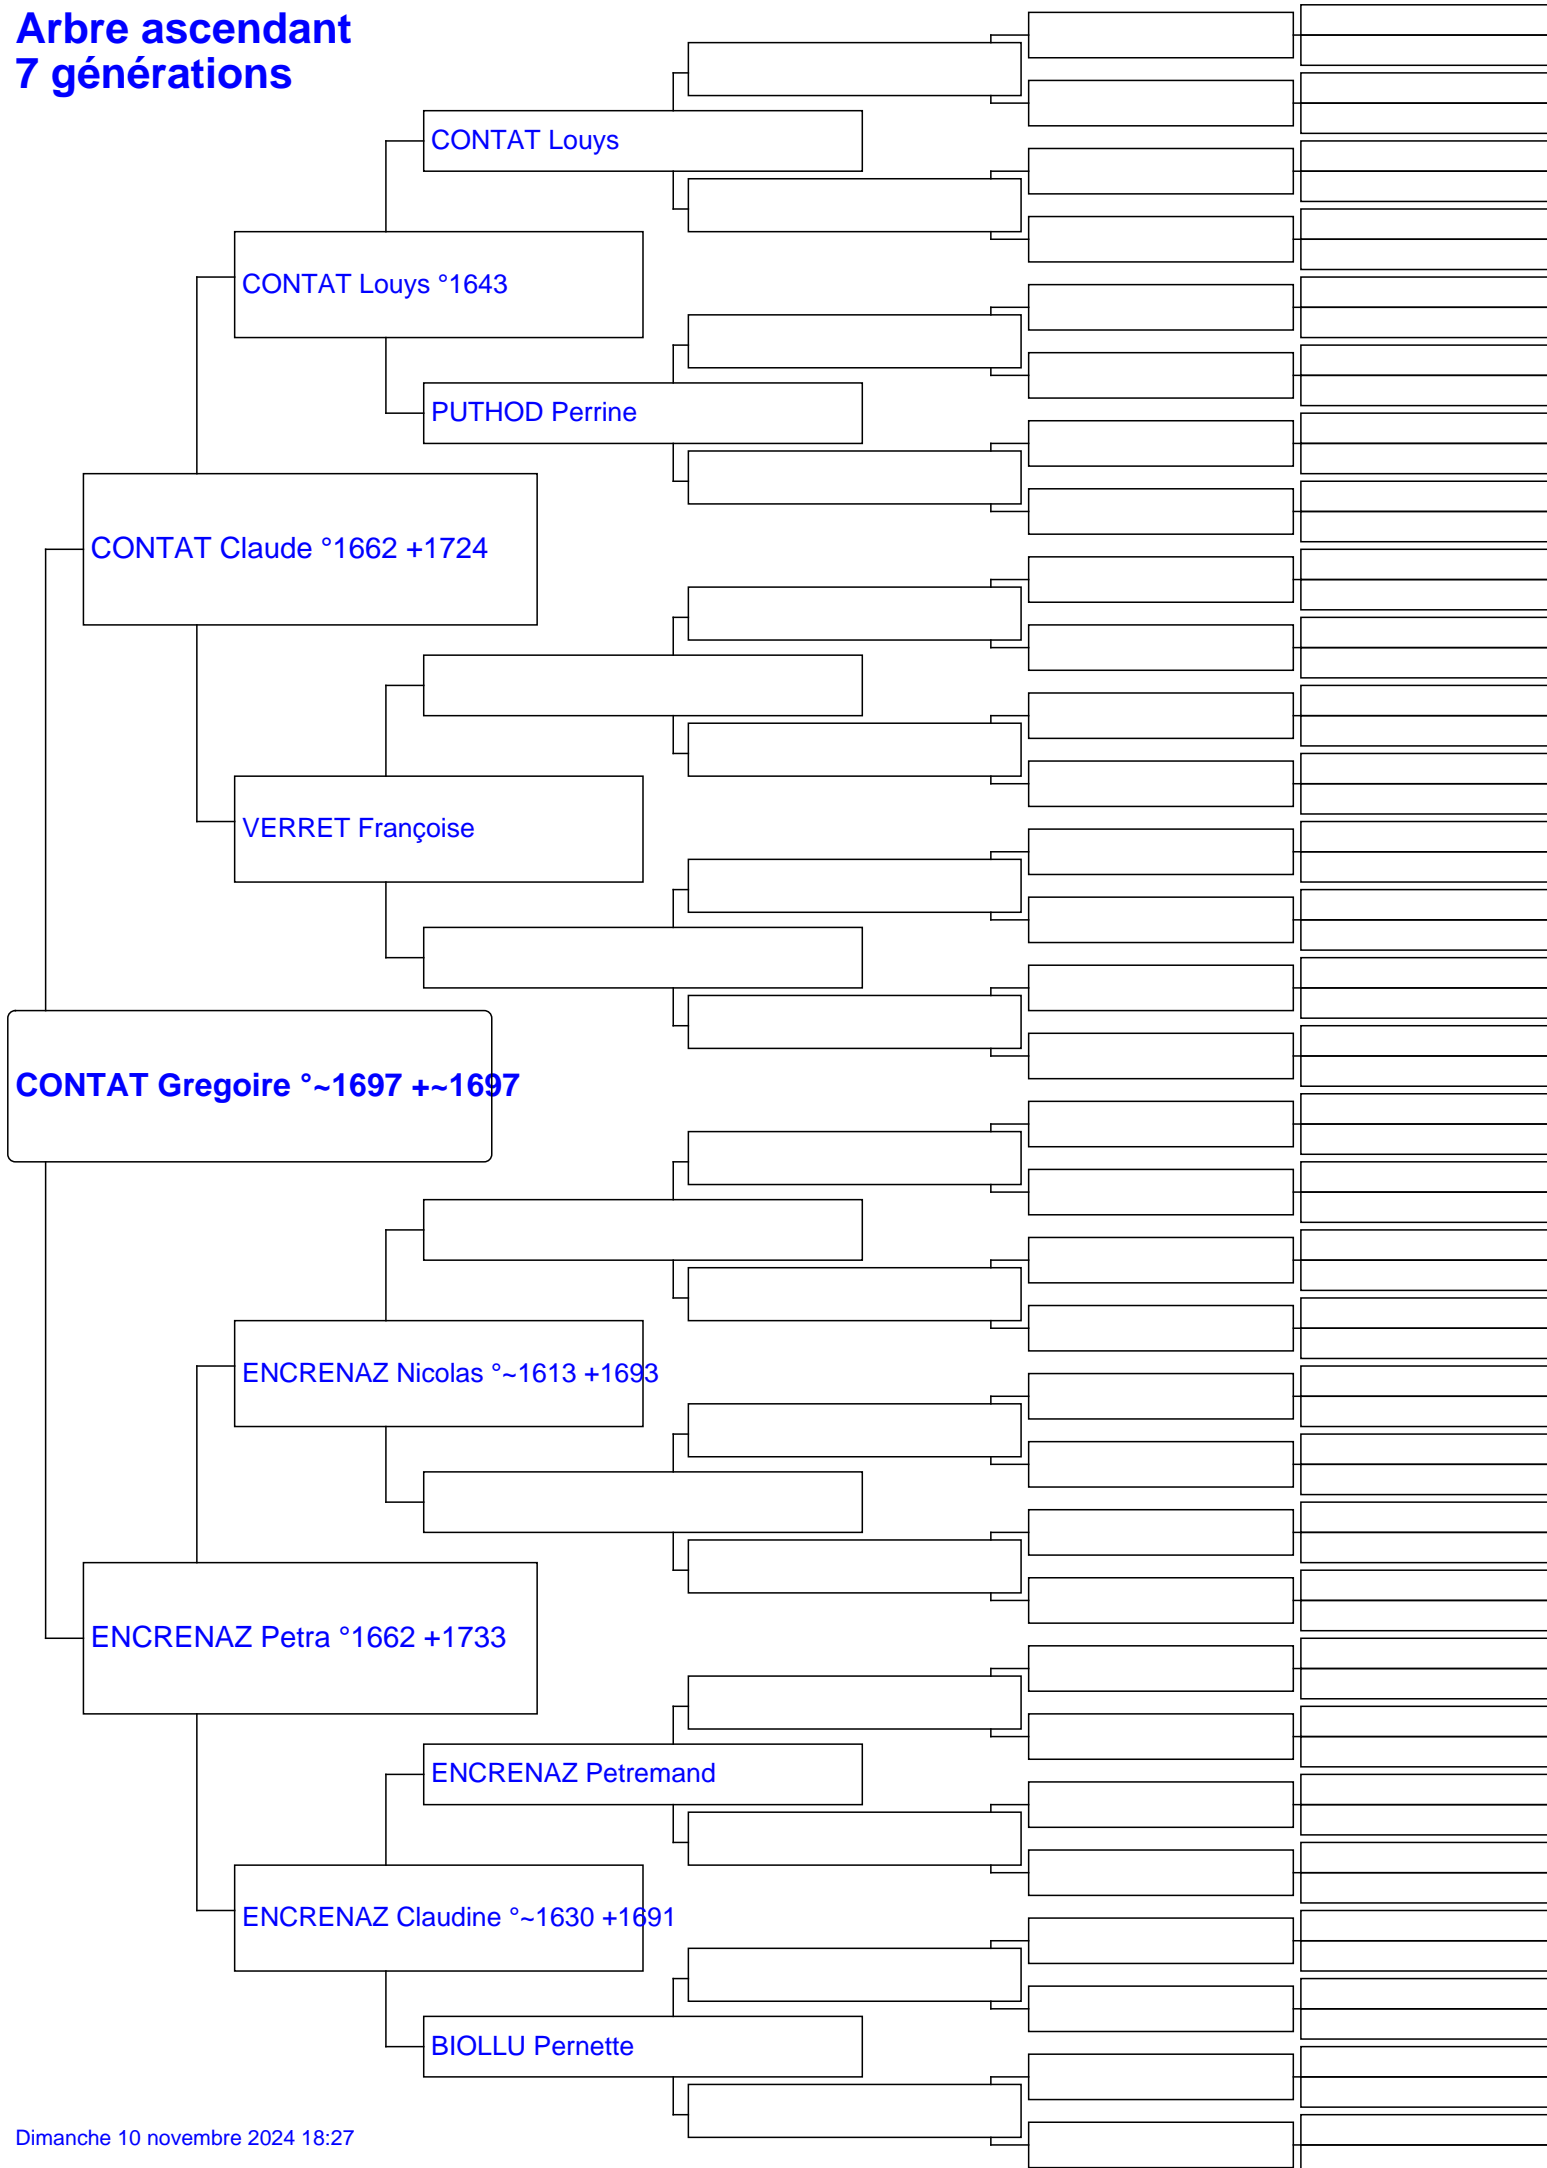 Arbre ascendant
7 générations
CONTAT Louys
CONTAT Louys °1643
PUTHOD Perrine
CONTAT Claude °1662 +1724
VERRET Françoise
CONTAT Gregoire °~1697 +~1697
ENCRENAZ Nicolas °~1613 +1693
ENCRENAZ Petra °1662 +1733
ENCRENAZ Petremand
ENCRENAZ Claudine °~1630 +1691
BIOLLU Pernette
Dimanche 10 novembre 2024 18:27